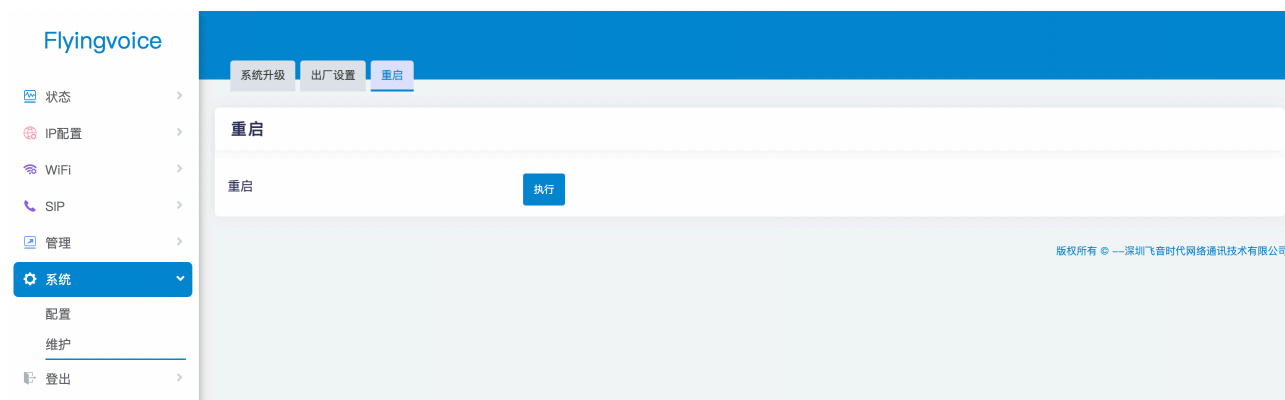 Flyingvoice
状态
IP配置
WiFi
SIP
管理
系统
配置
维护
登出
系统升级 出厂设置 重启
重启
重启 执行
版权所有 © ––深圳飞音时代网络通讯技术有限公司